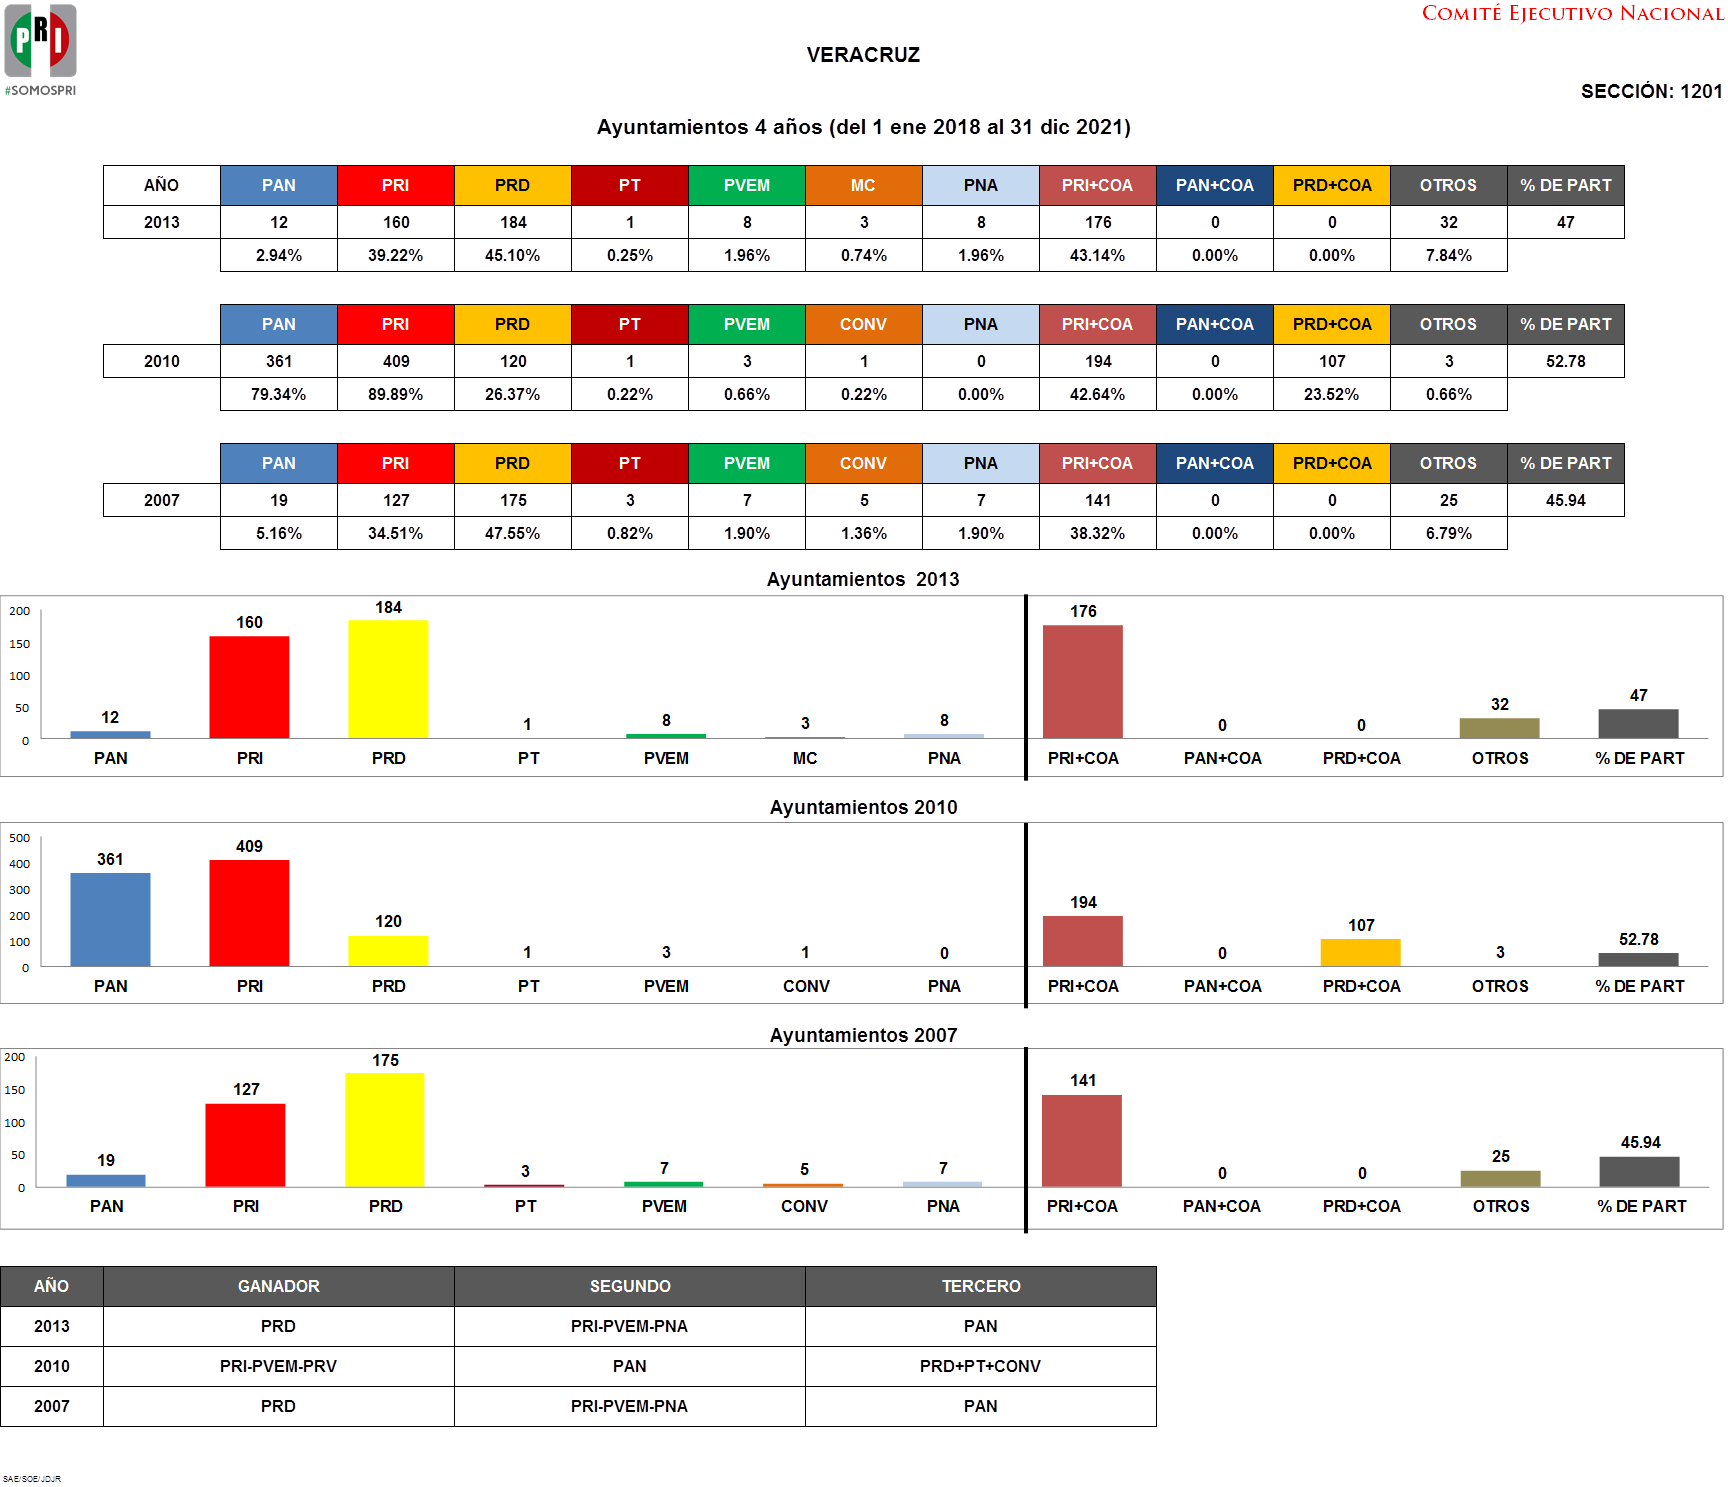 PRI
#SOMOSPRI
COMITÉ EJECUTIVO NACIONAL
VERACRUZ
SECCIÓN: 1201
Ayuntamientos 4 años (del 1 ene 2018 al 31 dic 2021)
AÑO PAN PRI PRD PT PVEM MC PNA PRI+COA PAN+COA PRD+COA OTROS % DE PART
2013 12 160 184 1 8 3 8 176 0 0 32 47
2.94% 39.22% 45.10% 0.25% 1.96% 0.74% 1.96% 43.14% 0.00% 0.00% 7.84%
PAN PRI PRD PT PVEM CONV PNA PRI+COA PAN+COA PRD+COA OTROS % DE PART
2010 361 409 120 1 3 1 0 194 0 107 3 52.78
79.34% 89.89% 26.37% 0.22% 0.66% 0.22% 0.00% 42.64% 0.00% 23.52% 0.66%
PAN PRI PRD PT PVEM CONV PNA PRI+COA PAN+COA PRD+COA OTROS % DE PART
2007 19 127 175 3 7 5 7 141 0 0 25 45.94
5.16% 34.51% 47.55% 0.82% 1.90% 1.36% 1.90% 38.32% 0.00% 0.00% 6.79%
Ayuntamientos 2013
200
150
100
50
0
12 160 184 1 8 3 8 176 0 0 32 47
PAN PRI PRD PT PVEM MC PNA PRI+COA PAN+COA PRD+COA OTROS % DE PART
Ayuntamientos 2010
500
400
300
200
100
0
361 409 120 1 3 1 0 194 0 107 3 52.78
PAN PRI PRD PT PVEM CONV PNA PRI+COA PAN+COA PRD+COA OTROS % DE PART
Ayuntamientos 2007
200
150
100
50
0
19 127 175 3 7 5 7 141 0 0 25 45.94
PAN PRI PRD PT PVEM CONV PNA PRI+COA PAN+COA PRD+COA OTROS % DE PART
AÑO GANADOR SEGUNDO TERCERO
2013 PRD PRI-PVEM-PNA PAN
2010 PRI-PVEM-PRV PAN PRD+PT+CONV
2007 PRD PRI-PVEM-PNA PAN
SAE/SOE/JDJR